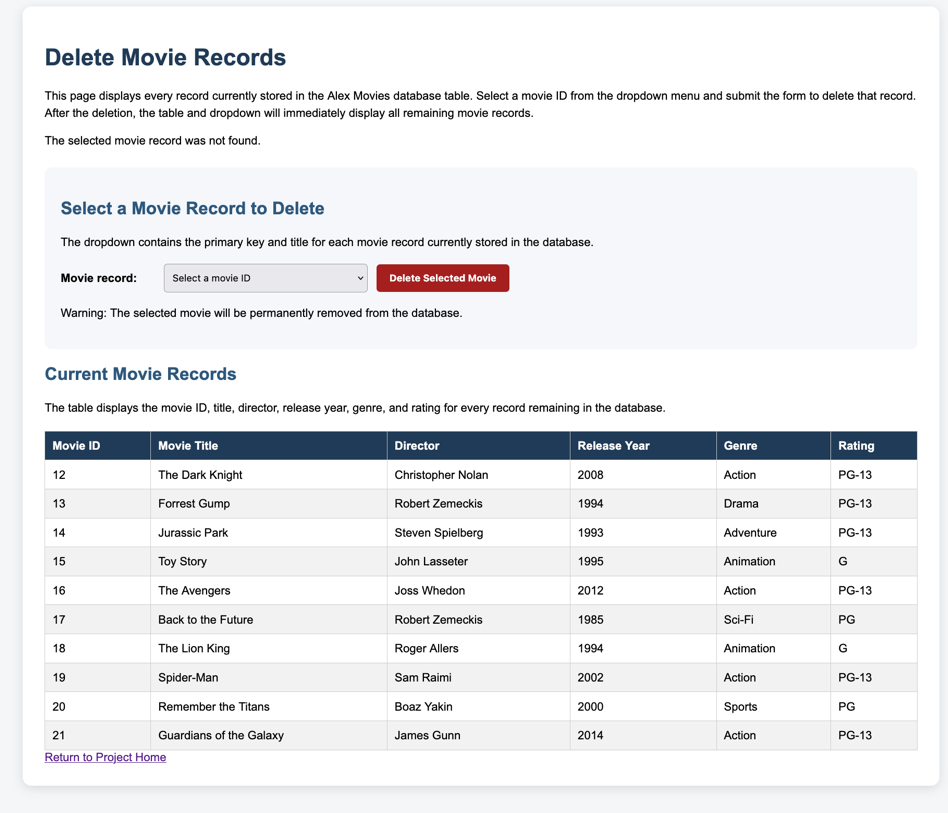 Delete Movie Records
This page displays every record currently stored in the Alex Movies database table. Select a movie ID from the dropdown menu and submit the form to delete that record.
After the deletion, the table and dropdown will immediately display all remaining movie records.
The selected movie record was not found.
Select a Movie Record to Delete
The dropdown contains the primary key and title for each movie record currently stored in the database.
Movie record: Select a movie ID Delete Selected Movie
Warning: The selected movie will be permanently removed from the database.
Current Movie Records
The table displays the movie ID, title, director, release year, genre, and rating for every record remaining in the database.
Movie ID Movie Title Director Release Year Genre Rating
12 The Dark Knight Christopher Nolan 2008 Action PG-13
13 Forrest Gump Robert Zemeckis 1994 Drama PG-13
14 Jurassic Park Steven Spielberg 1993 Adventure PG-13
15 Toy Story John Lasseter 1995 Animation G
16 The Avengers Joss Whedon 2012 Action PG-13
17 Back to the Future Robert Zemeckis 1985 Sci-Fi PG
18 The Lion King Roger Allers 1994 Animation G
19 Spider-Man Sam Raimi 2002 Action PG-13
20 Remember the Titans Boaz Yakin 2000 Sports PG
21 Guardians of the Galaxy James Gunn 2014 Action PG-13
Return to Project Home